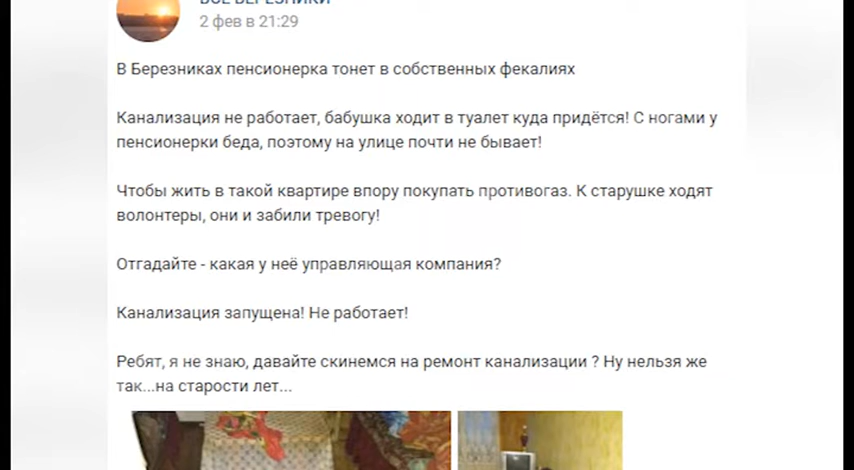 ВСЕ БЕРЕЗНИКИ
2 фев в 21:29
В Березниках пенсионерка тонет в собственных фекалиях
Канализация не работает, бабушка ходит в туалет куда придётся! С ногами у
пенсионерки беда, поэтому на улице почти не бывает!
Чтобы жить в такой квартире впору покупать противогаз. К старушке ходят
волонтеры, они и забили тревогу!
Отгадайте - какая у неё управляющая компания?
Канализация запущена! Не работает!
Ребят, я не знаю, давайте скинемся на ремонт канализации ? Ну нельзя же
так...на старости лет...